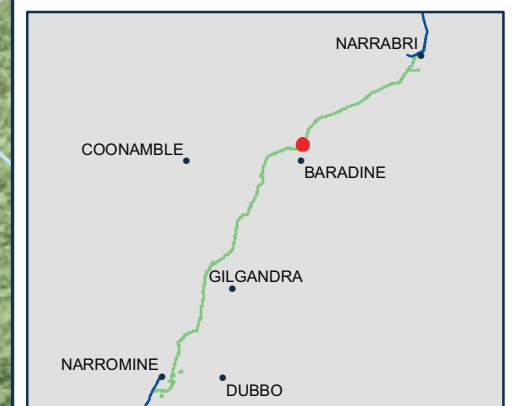 NARRABRI
COONAMBLE
BARADINE
GILGANDRA
NARROMINE
DUBBO